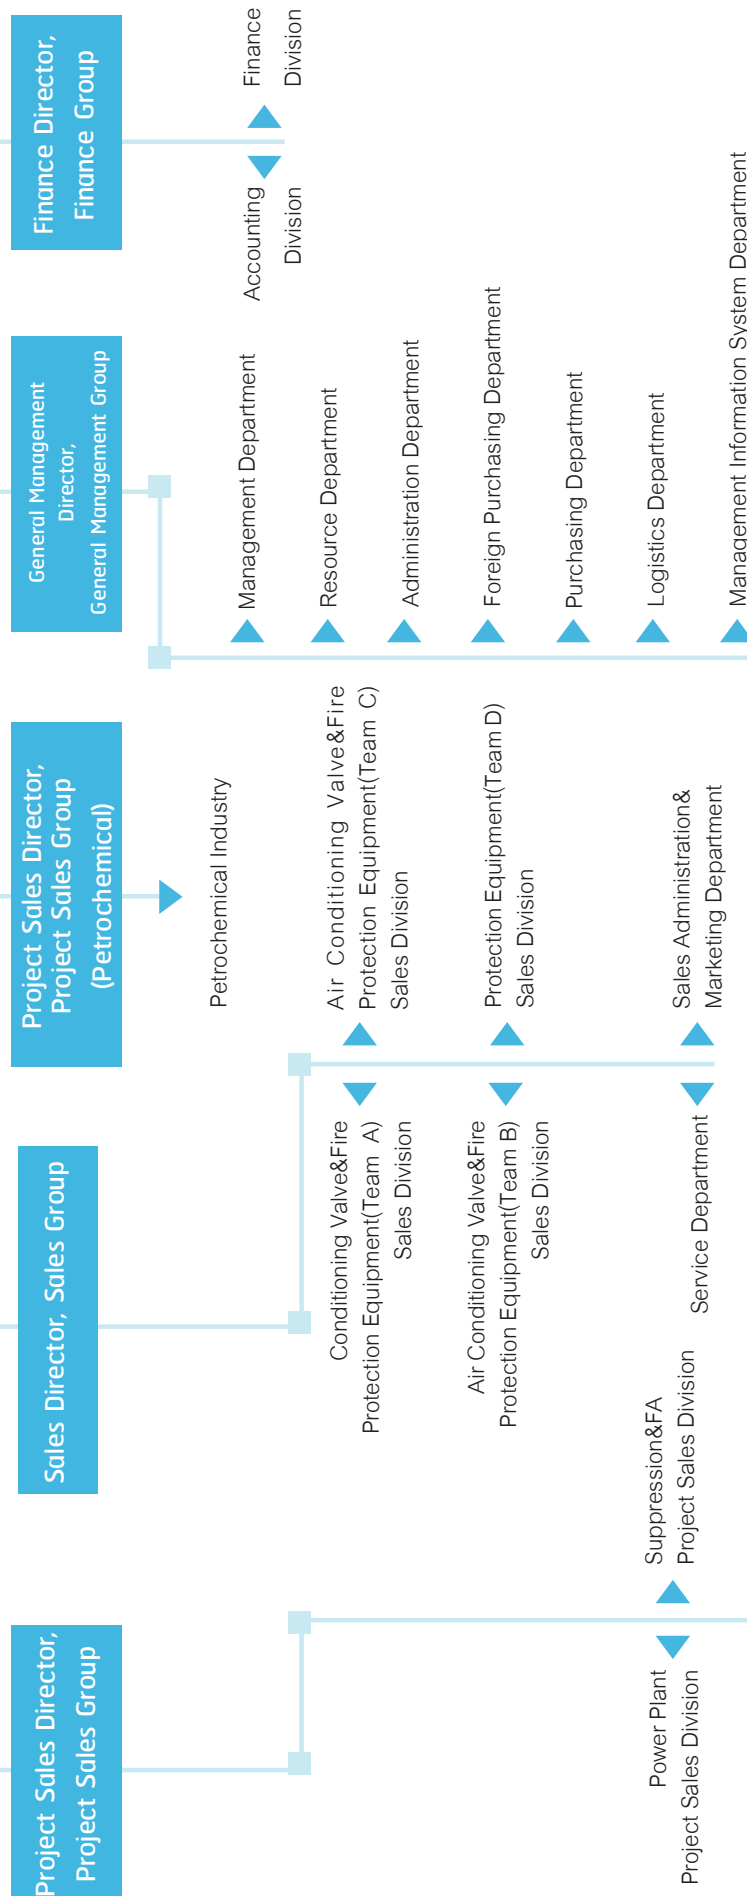 Project Sales Director,
Project Sales Group
Sales Director, Sales Group
Project Sales Director,
Project Sales Group
(Petrochemical)
General Management
Director,
General Management Group
Finance Director,
Finance Group
Power Plant
Project Sales Division
Suppression&FA
Project Sales Division
Conditioning Valve&Fire
Protection Equipment(Team A)
Sales Division
Air Conditioning Valve&Fire
Protection Equipment(Team C)
Sales Division
Air Conditioning Valve&Fire
Protection Equipment(Team B)
Sales Division
Protection Equipment(Team D)
Sales Division
Service Department
Sales Administration&
Marketing Department
Petrochemical Industry
Management Department
Resource Department
Administration Department
Foreign Purchasing Department
Purchasing Department
Logistics Department
Management Information System Department
Accounting
Division
Finance
Division